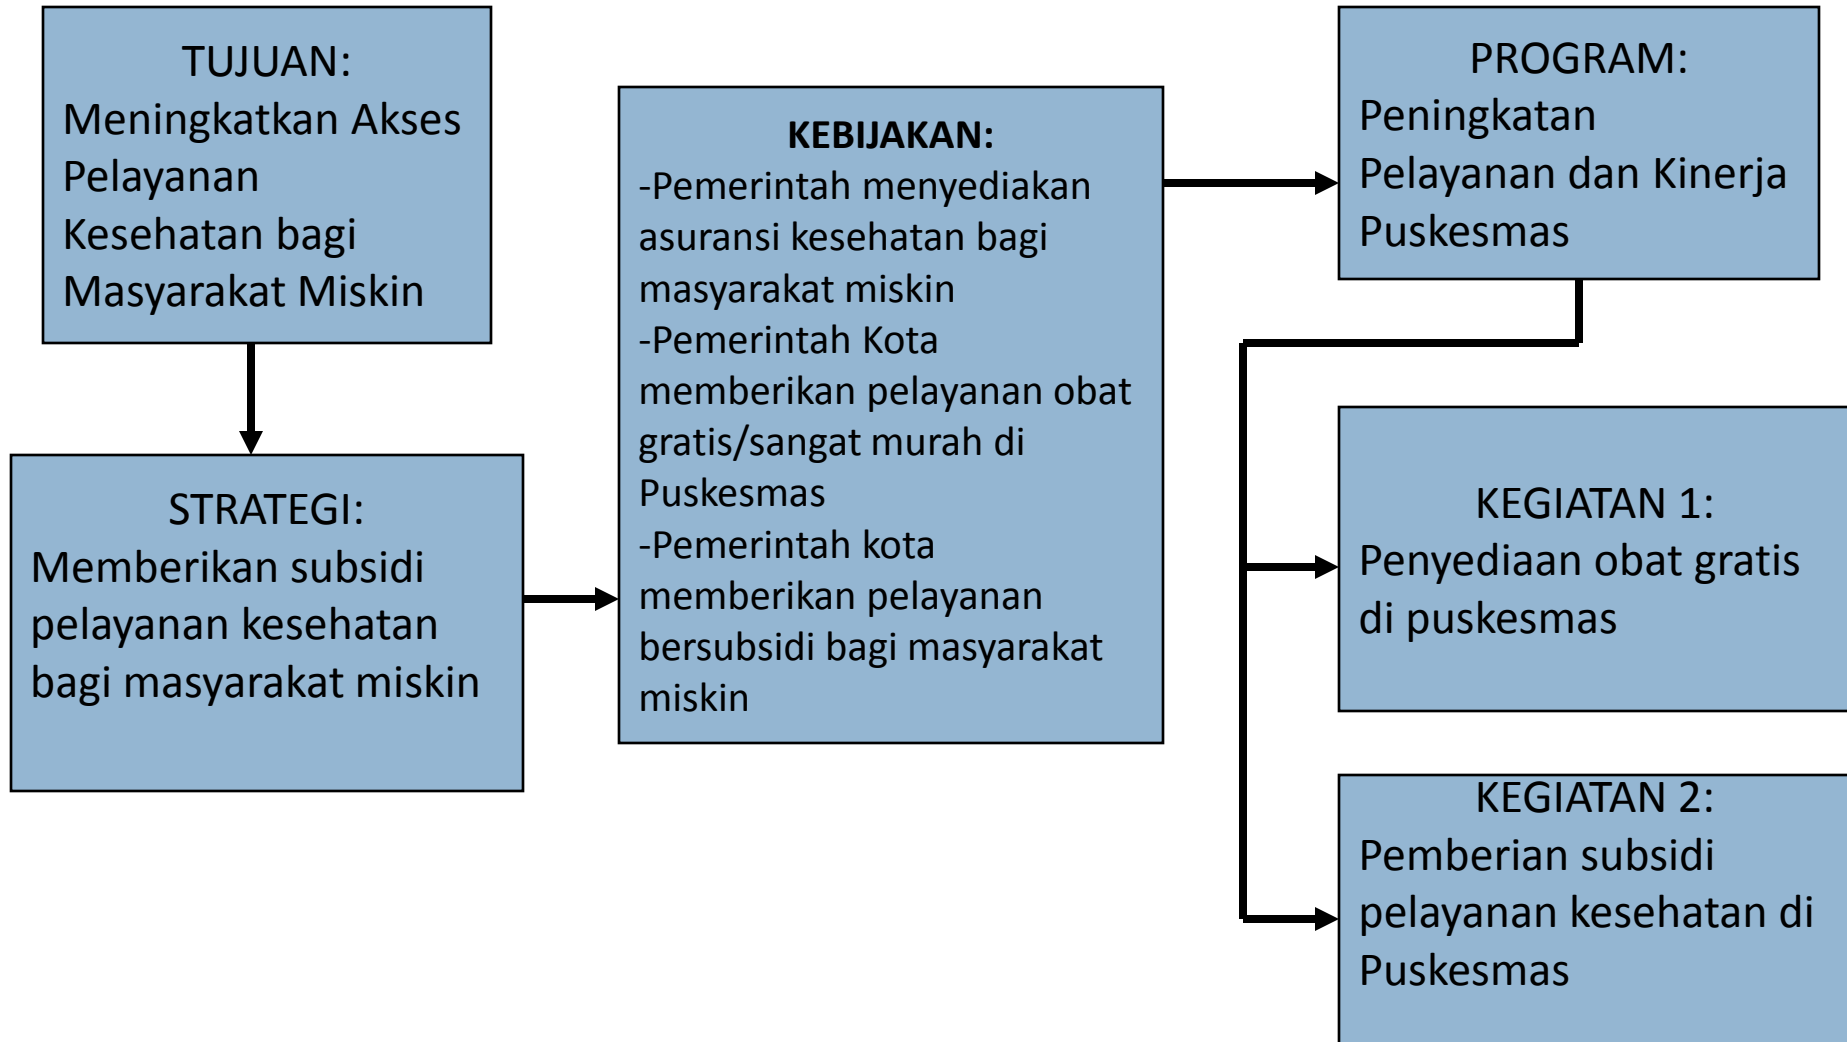 TUJUAN:
Meningkatkan Akses
Pelayanan
Kesehatan bagi
Masyarakat Miskin
STRATEGI:
Memberikan subsidi
pelayanan kesehatan
bagi masyarakat miskin
KEBIJAKAN:
-Pemerintah menyediakan
asuransi kesehatan bagi
masyarakat miskin
-Pemerintah Kota
memberikan pelayanan obat
gratis/sangat murah di
Puskesmas
-Pemerintah kota
memberikan pelayanan
bersubsidi bagi masyarakat
miskin
PROGRAM:
Peningkatan
Pelayanan dan Kinerja
Puskesmas
KEGIATAN 1:
Penyediaan obat gratis
di puskesmas
KEGIATAN 2:
Pemberian subsidi
pelayanan kesehatan di
Puskesmas